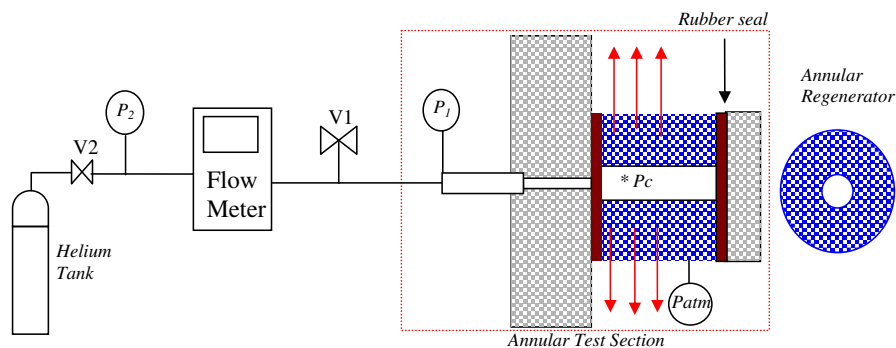 Rubber seal
Annular
Regenerator
P2
V2
V1
P1
Flow
Meter
* Pc
Helium
Tank
Patm
Annular Test Section